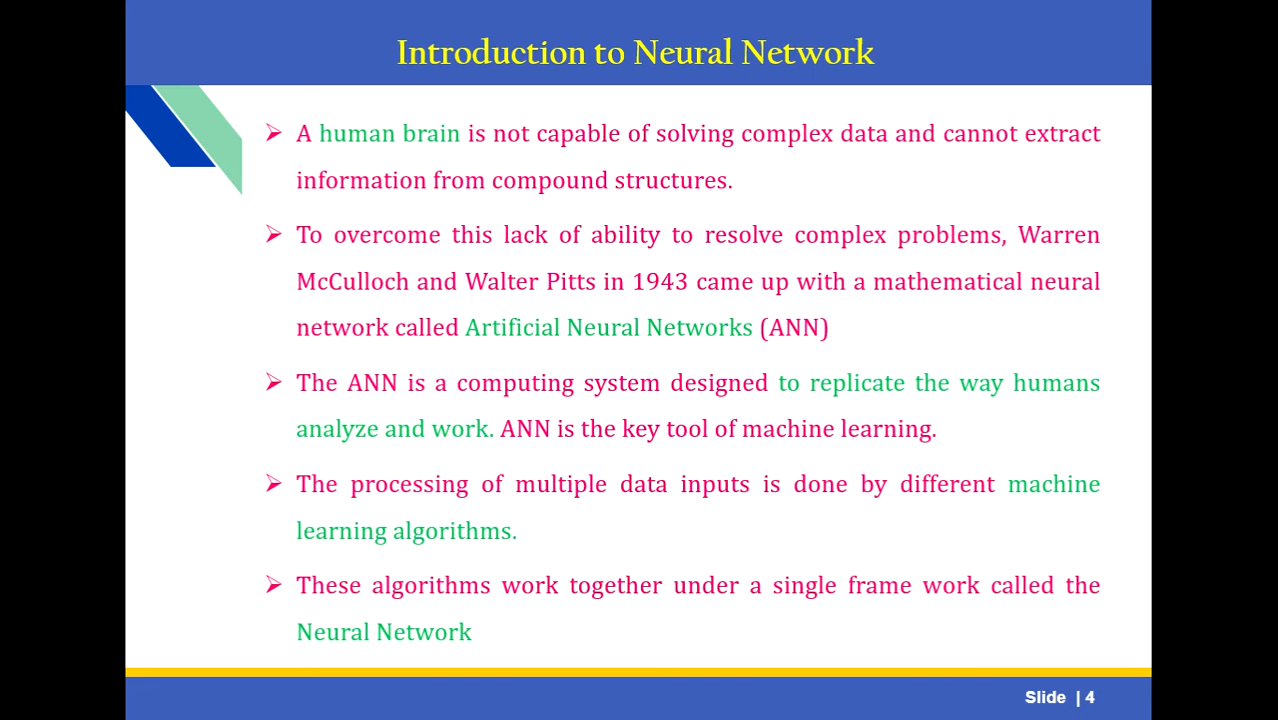 Introduction to Neural Network
A human brain is not capable of solving complex data and cannot extract
information from compound structures.
To overcome this lack of ability to resolve complex problems, Warren
McCulloch and Walter Pitts in 1943 came up with a mathematical neural
network called Artificial Neural Networks (ANN)
The ANN is a computing system designed to replicate the way humans
analyze and work. ANN is the key tool of machine learning.
The processing of multiple data inputs is done by different machine
learning algorithms.
These algorithms work together under a single frame work called the
Neural Network
Slide | 4